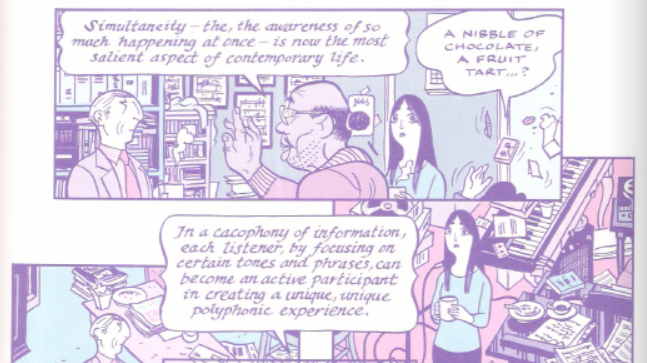 Simultaneity – the, the awareness of so
much happening at once – is now the most
salient aspect of contemporary life.
A NIBBLE OF
CHOCOLATE,
A FRUIT
TART...?
In a cacophony of information,
each listener, by focusing on
certain tones and phrases, can
become an active participant
in creating a unique, unique
polyphonic experience.